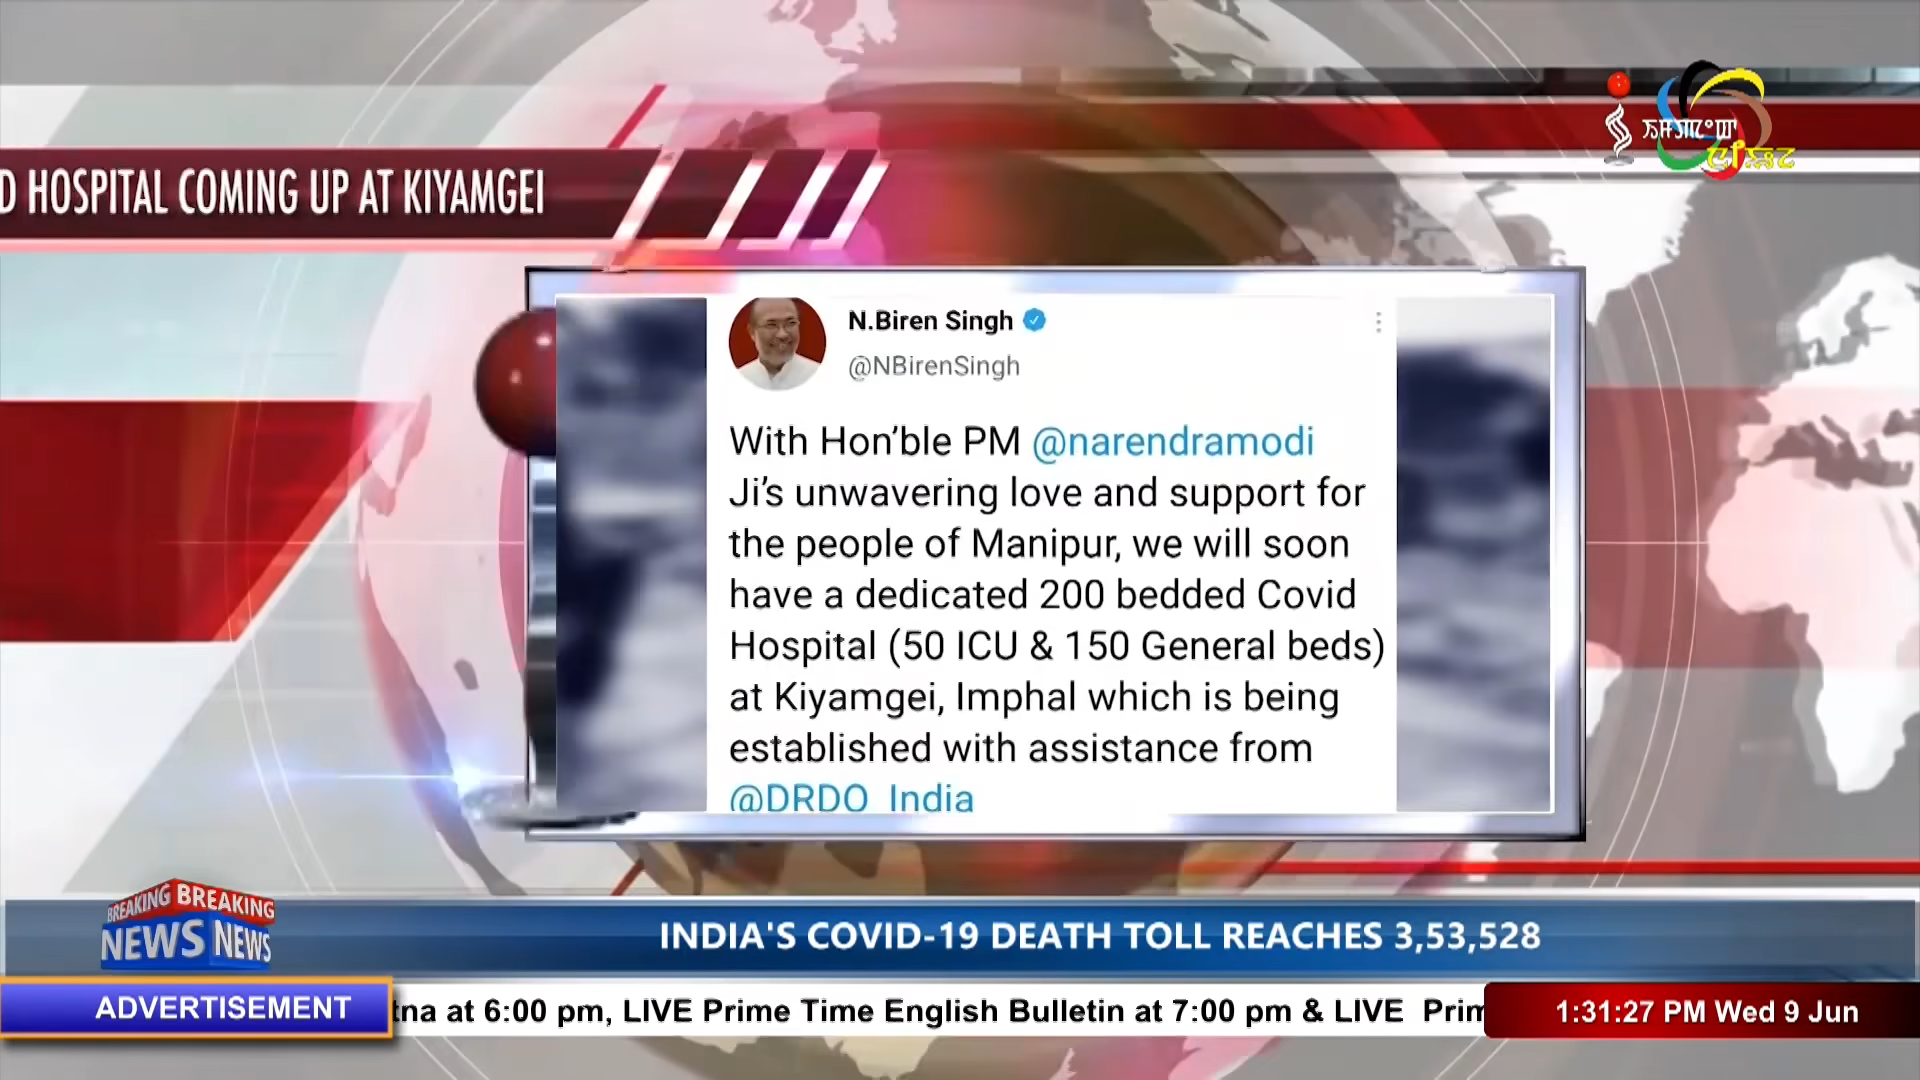 D HOSPITAL COMING UP AT KIYAMGEI
N.Biren Singh
@NBirenSingh
With Hon'ble PM @narendramodi
Ji's unwavering love and support for
the people of Manipur, we will soon
have a dedicated 200 bedded Covid
Hospital (50 ICU & 150 General beds)
at Kiyamgei, Imphal which is being
established with assistance from
@DRDO_India
BREAKING BREAKING
NEWS NEWS
INDIA'S COVID-19 DEATH TOLL REACHES 3,53,528
ADVERTISEMENT
tna at 6:00 pm, LIVE Prime Time English Bulletin at 7:00 pm & LIVE Prim
1:31:27 PM Wed 9 Jun